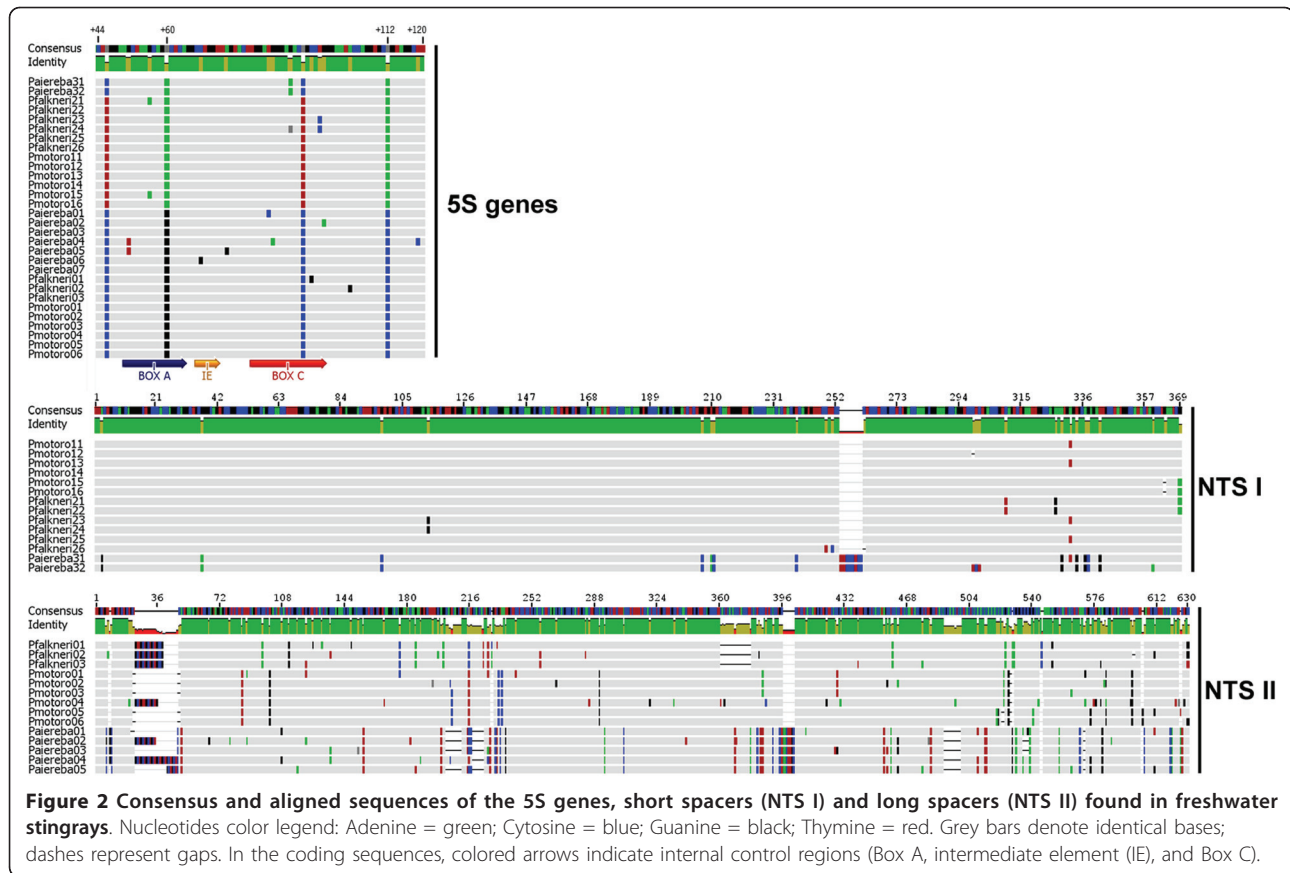 +44 +60 +112 +120
Consensus
Identity
Paiereba31
Paiereba32
Pfalkneri21
Pfalkneri22
Pfalkneri23
Pfalkneri24
Pfalkneri25
Pfalkneri26
Pmotoro11
Pmotoro12
Pmotoro13
Pmotoro14
Pmotoro15
Pmotoro16
Paiereba01
Paiereba02
Paiereba03
Paiereba04
Paiereba05
Paiereba06
Paiereba07
Pfalkneri01
Pfalkneri02
Pfalkneri03
Pmotoro01
Pmotoro02
Pmotoro03
Pmotoro04
Pmotoro05
Pmotoro06
5S genes
BOX A IE BOX C
1 21 42 63 84 105 126 147 168 189 210 231 252 273 294 315 336 357 369
Consensus
Identity
Pmotoro11
Pmotoro12
Pmotoro13
Pmotoro14
Pmotoro15
Pmotoro16
Pfalkneri21
Pfalkneri22
Pfalkneri23
Pfalkneri24
Pfalkneri25
Pfalkneri26
Paiereba31
Paiereba32
NTS I
1 36 72 108 144 180 216 252 288 324 360 396 432 468 504 540 576 612 630
Consensus
Identity
Pfalkneri01
Pfalkneri02
Pfalkneri03
Pmotoro01
Pmotoro02
Pmotoro03
Pmotoro04
Pmotoro05
Pmotoro06
Paiereba01
Paiereba02
Paiereba03
Paiereba04
Paiereba05
NTS II
Figure 2 Consensus and aligned sequences of the 5S genes, short spacers (NTS I) and long spacers (NTS II) found in freshwater
stingrays. Nucleotides color legend: Adenine = green; Cytosine = blue; Guanine = black; Thymine = red. Grey bars denote identical bases;
dashes represent gaps. In the coding sequences, colored arrows indicate internal control regions (Box A, intermediate element (IE), and Box C).